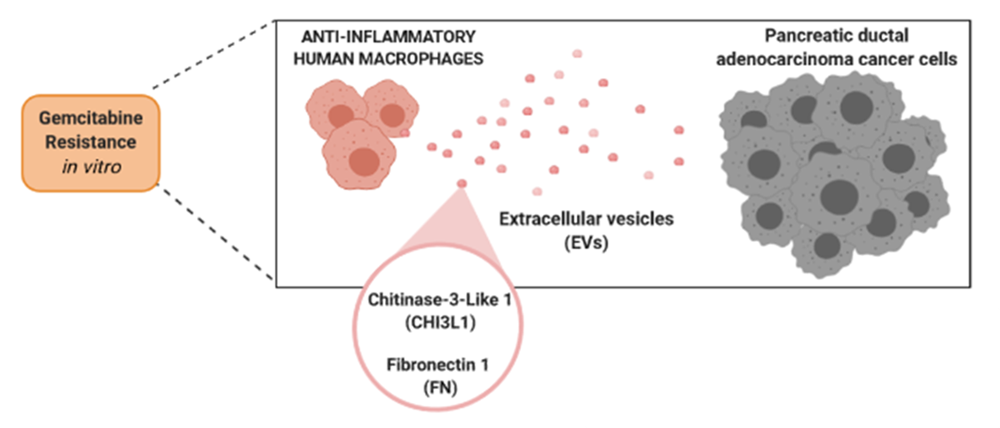 Gemcitabine
Resistance
in vitro
ANTI-INFLAMMATORY
HUMAN MACROPHAGES
Pancreatic ductal
adenocarcinoma cancer cells
Extracellular vesicles
(EVs)
Chitinase-3-Like 1
(CHI3L1)
Fibronectin 1
(FN)